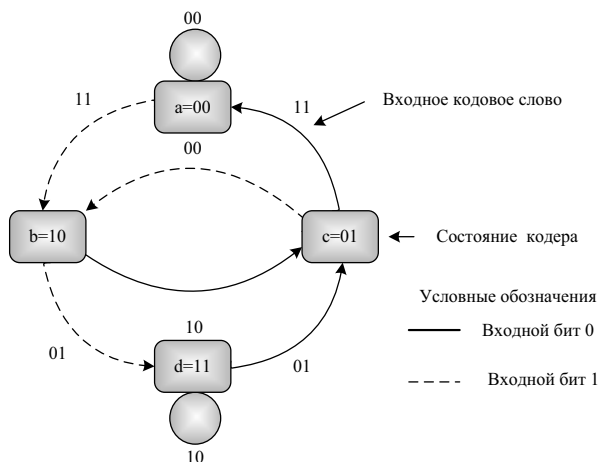 00
a=00
11
11
Входное кодовое слово
00
b=10
c=01
Состояние кодера
Условные обозначения
10
Входной бит 0
01
d=11
01
Входной бит 1
10